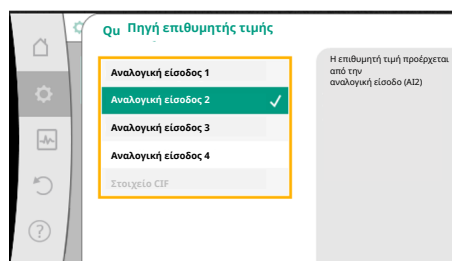 Qu Πηγή επιθυμητής τιμής
Αναλογική είσοδος 1
Αναλογική είσοδος 2
Αναλογική είσοδος 3
Αναλογική είσοδος 4
Στοιχείο CIF
Η επιθυμητή τιμή προέρχεται
από την
αναλογική είσοδο (AI2)
?